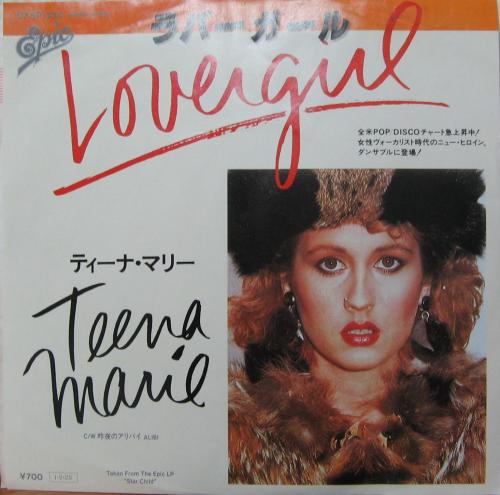 ラバーガール
Epic
Lovergirl
全米POP DISCOチャート急上昇中!
女性ヴォーカリスト時代のニュー・ヒロイン、
ダンサブルに登場!
ティーナ・マリー
Teena
Marie
C/W 昨夜のアリバイ ALIBI
¥700
Taken From The Epic LP
"Star Child"